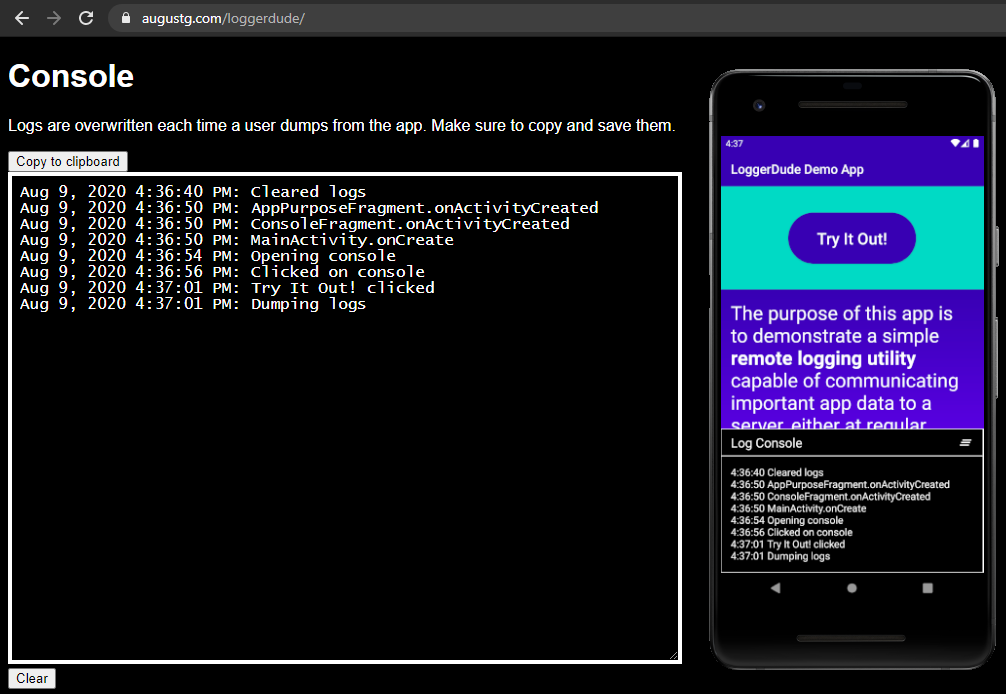 augustg.com/loggerdude/
Console
Logs are overwritten each time a user dumps from the app. Make sure to copy and save them.
Copy to clipboard
Aug 9, 2020 4:36:40 PM: Cleared logs
Aug 9, 2020 4:36:50 PM: AppPurposeFragment.onActivityCreated
Aug 9, 2020 4:36:50 PM: ConsoleFragment.onActivityCreated
Aug 9, 2020 4:36:50 PM: MainActivity.onCreate
Aug 9, 2020 4:36:54 PM: Opening console
Aug 9, 2020 4:36:56 PM: Clicked on console
Aug 9, 2020 4:37:01 PM: Try It Out! clicked
Aug 9, 2020 4:37:01 PM: Dumping logs
Clear
4:37
LoggerDude Demo App
Try It Out!
The purpose of this app is
to demonstrate a simple
remote logging utility
capable of communicating
important app data to a
server, either at regular
Log Console
4:36:40 Cleared logs
4:36:50 AppPurposeFragment.onActivityCreated
4:36:50 ConsoleFragment.onActivityCreated
4:36:50 MainActivity.onCreate
4:36:54 Opening console
4:36:56 Clicked on console
4:37:01 Try It Out! clicked
4:37:01 Dumping logs